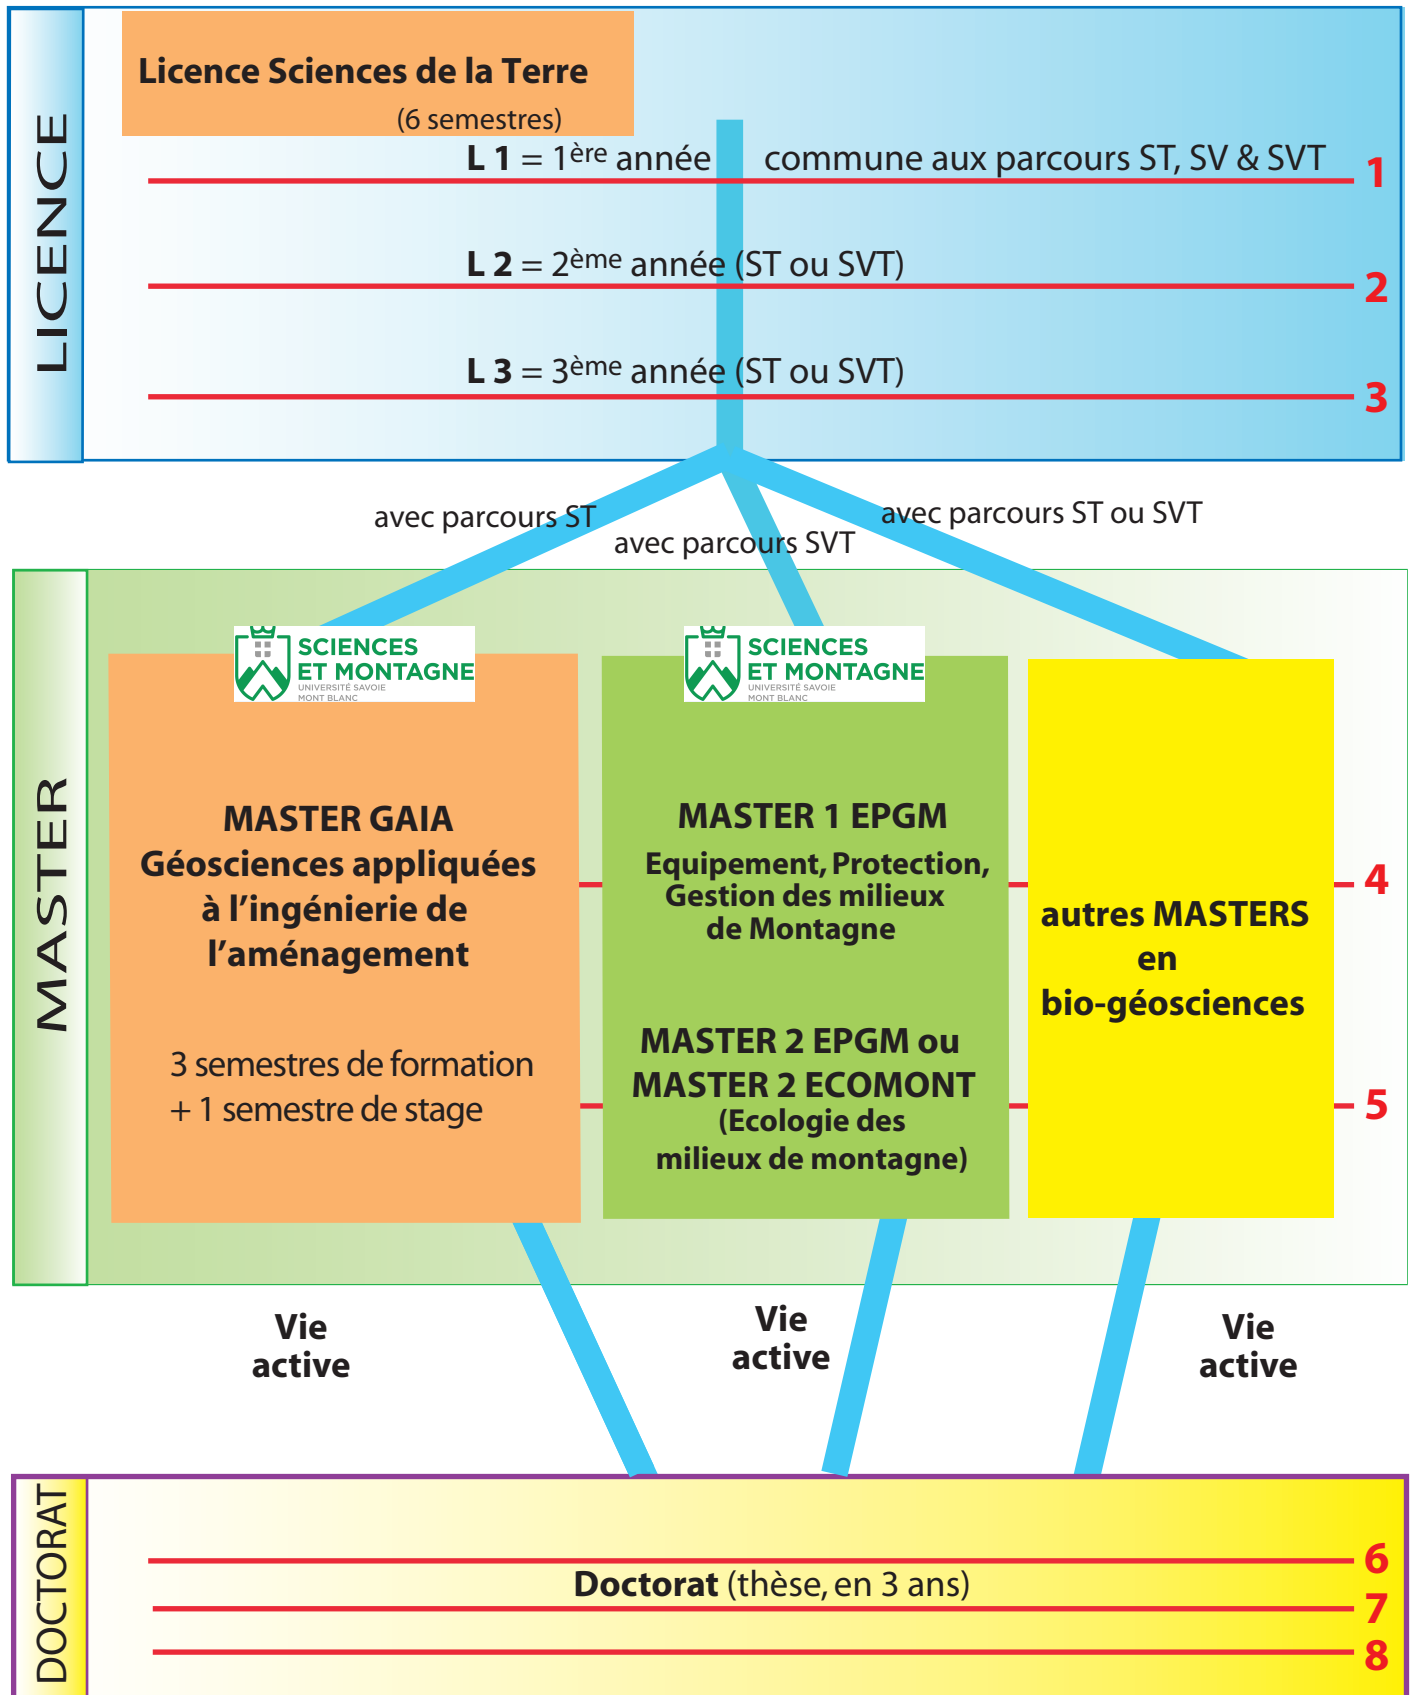 LICENCE
Licence Sciences de la Terre
(6 semestres)
L 1 = 1ère année commune aux parcours ST, SV & SVT 1
L 2 = 2ème année (ST ou SVT) 2
L 3 = 3ème année (ST ou SVT) 3
avec parcours ST
avec parcours SVT
avec parcours ST ou SVT
MASTER
SCIENCES
ET MONTAGNE
UNIVERSITÉ SAVOIE
MONT BLANC
MASTER GAIA
Géosciences appliquées
à l'ingénierie de
l'aménagement
3 semestres de formation
+ 1 semestre de stage
SCIENCES
ET MONTAGNE
UNIVERSITÉ SAVOIE
MONT BLANC
MASTER 1 EPGM
Equipement, Protection,
Gestion des milieux
de Montagne
MASTER 2 EPGM ou
MASTER 2 ECOMONT
(Ecologie des
milieux de montagne)
autres MASTERS
en
bio-géosciences
4
5
Vie
active
Vie
active
Vie
active
DOCTORAT
6
Doctorat (thèse, en 3 ans)
7
8